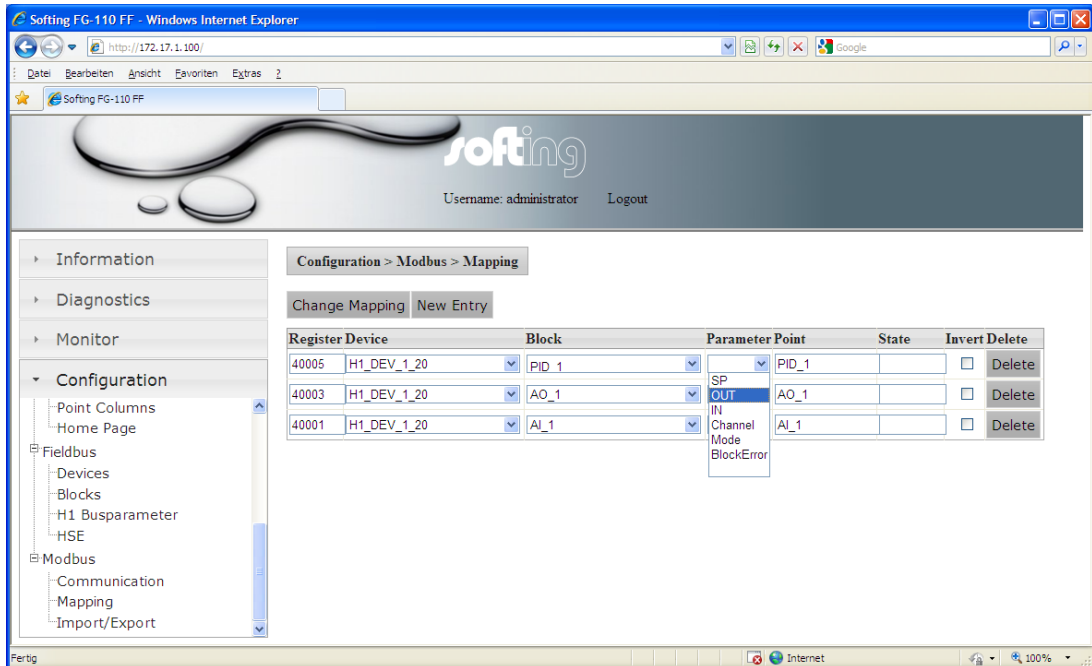 Softing FG-110 FF - Windows Internet Explorer
http://172.17.1.100/
Google
Datei Bearbeiten Ansicht Favoriten Extras ?
Softing FG-110 FF
softing
Username: administrator Logout
Information
Diagnostics
Monitor
Configuration
Point Columns
Home Page
Fieldbus
Devices
Blocks
H1 Busparameter
HSE
Modbus
Communication
Mapping
Import/Export
Configuration > Modbus > Mapping
Change Mapping New Entry
Register Device Block Parameter Point State Invert Delete
40005 H1_DEV_1_20 PID_1 PID_1 Delete
40003 H1_DEV_1_20 AO_1 AO_1 Delete
40001 H1_DEV_1_20 AI_1 AI_1 Delete
SP
OUT
IN
Channel
Mode
BlockError
Fertig Internet 100%